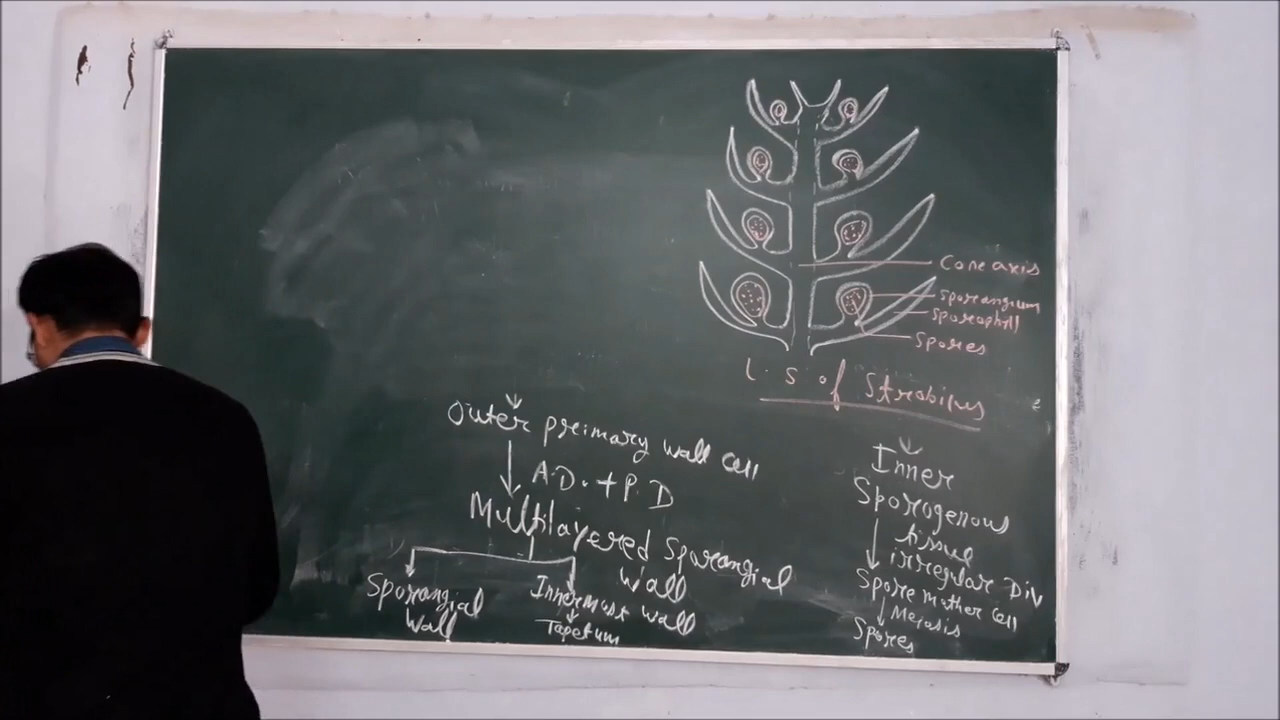 Cone axis
Sporangium
Sporophyll
Spores
L. S of Strobilus
Outer preimary wall cell
A.D. + P.D
Multilayered Sporangial
wall
Sporangial
wall
Innermost wall
Tapetum
Inner
Sporogenous
tissue
irregular Div
Spore mother cell
Meiosis
Spores